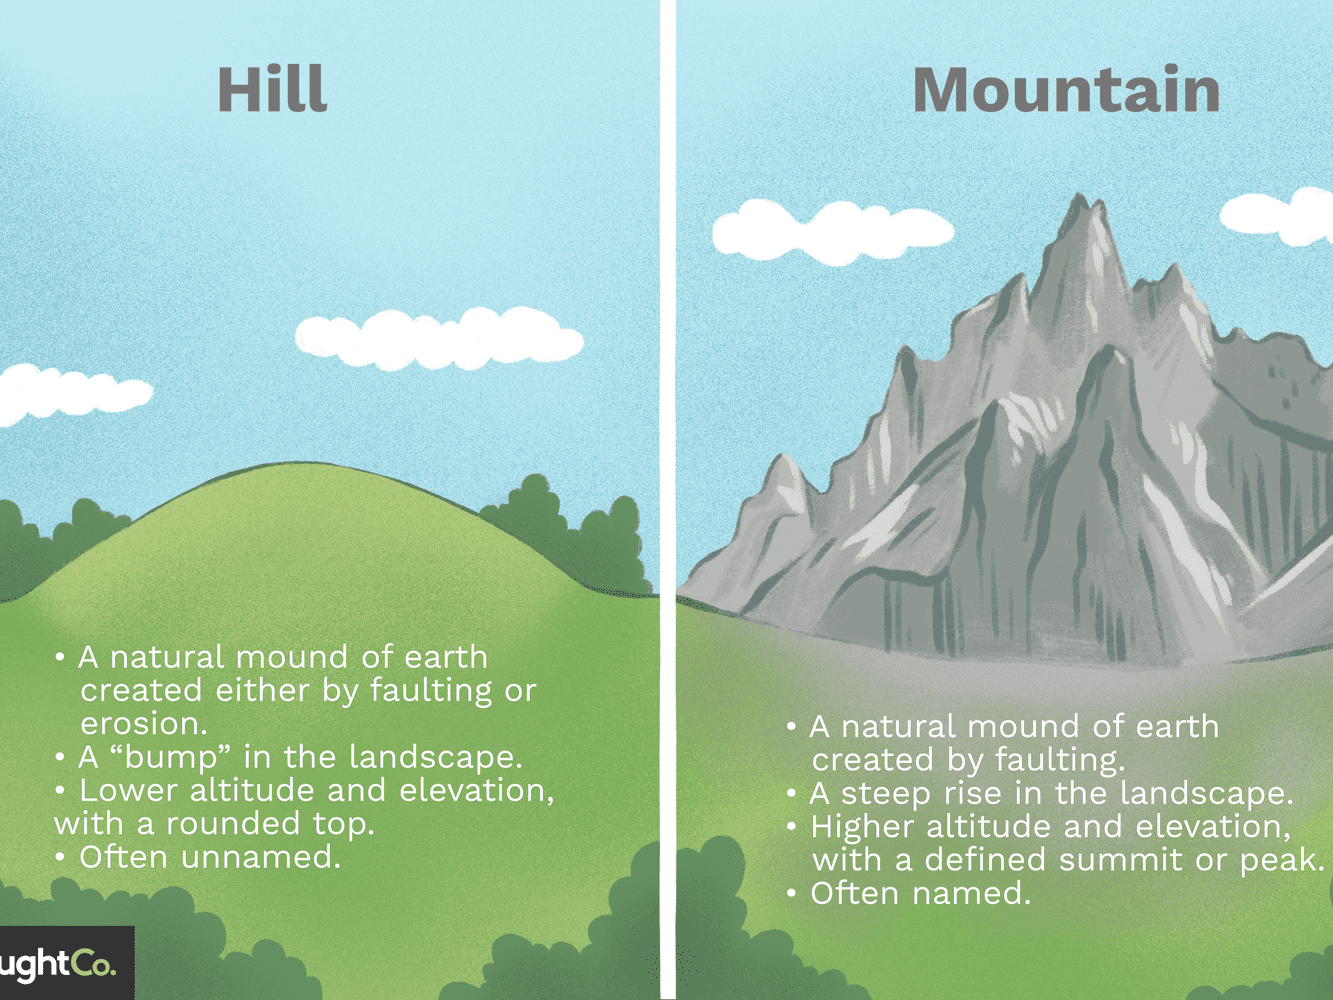 Hill
• A natural mound of earth
created either by faulting or
erosion.
• A “bump” in the landscape.
• Lower altitude and elevation,
with a rounded top.
• Often unnamed.
Mountain
• A natural mound of earth
created by faulting.
• A steep rise in the landscape.
• Higher altitude and elevation,
with a defined summit or peak.
• Often named.
ughtCo.